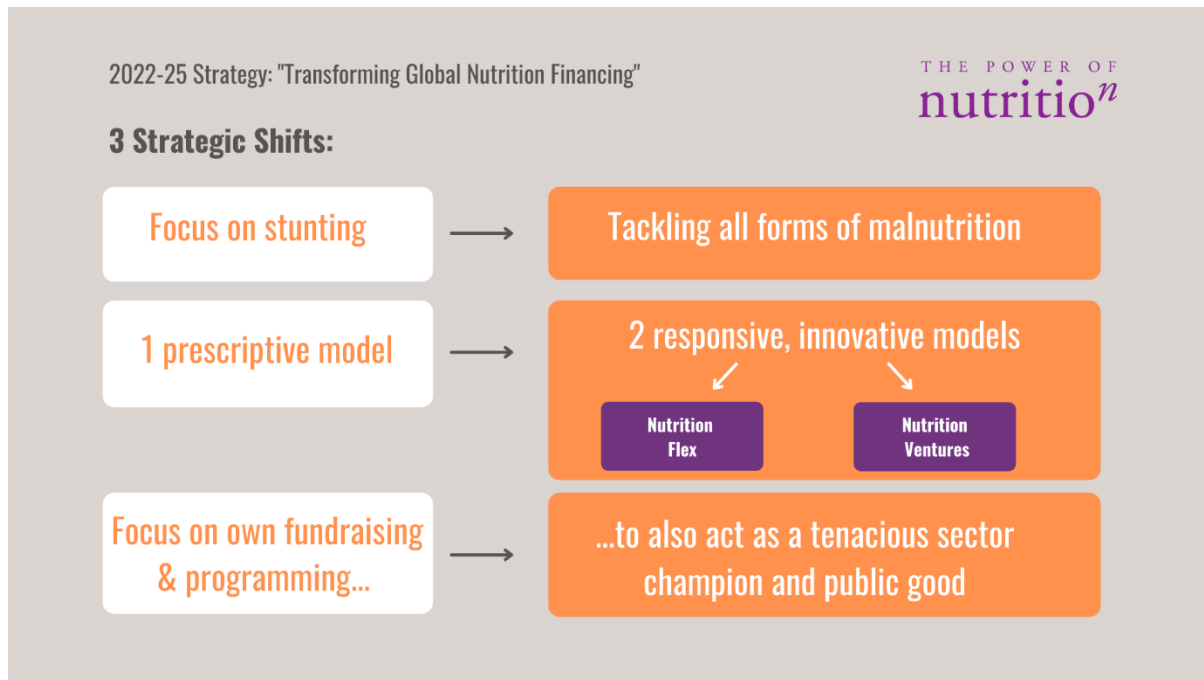 2022-25 Strategy: "Transforming Global Nutrition Financing"
THE POWER OF
nutrition
3 Strategic Shifts:
Focus on stunting
Tackling all forms of malnutrition
1 prescriptive model
2 responsive, innovative models
Nutrition
Flex
Nutrition
Ventures
Focus on own fundraising
& programming...
...to also act as a tenacious sector
champion and public good